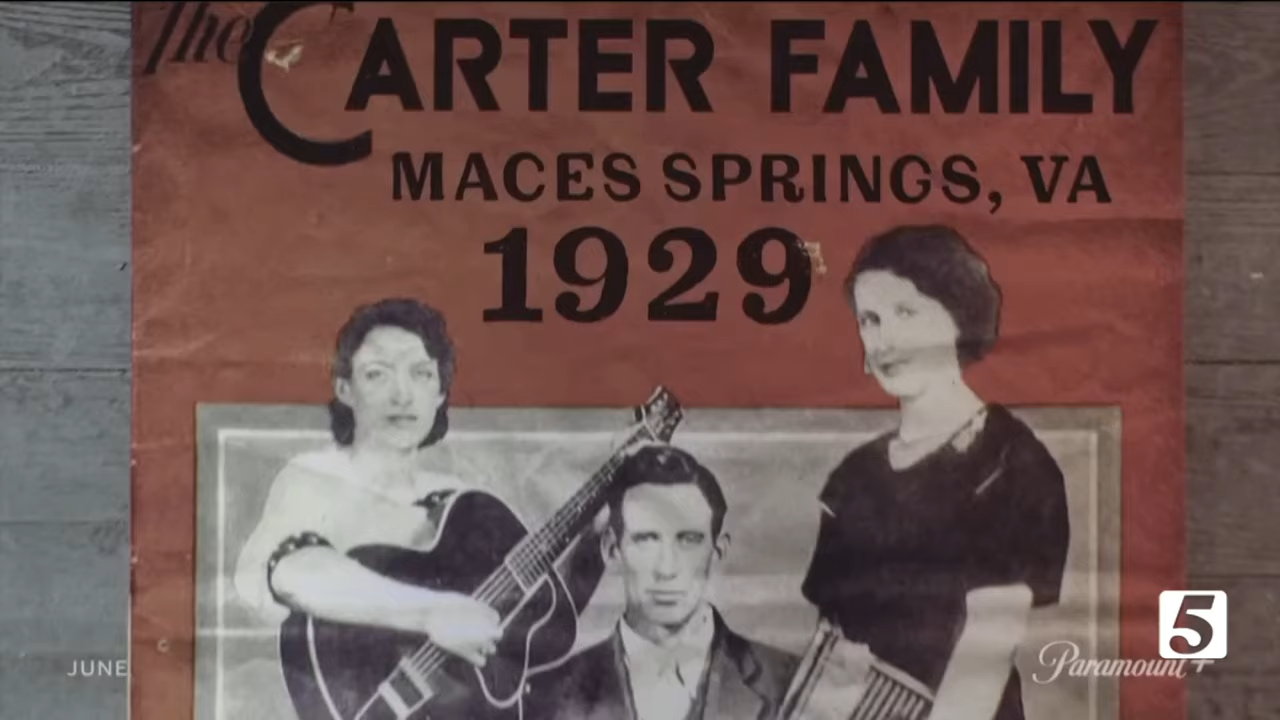 The CARTER FAMILY
MACES SPRINGS, VA
1929
JUNE
5
Paramount+